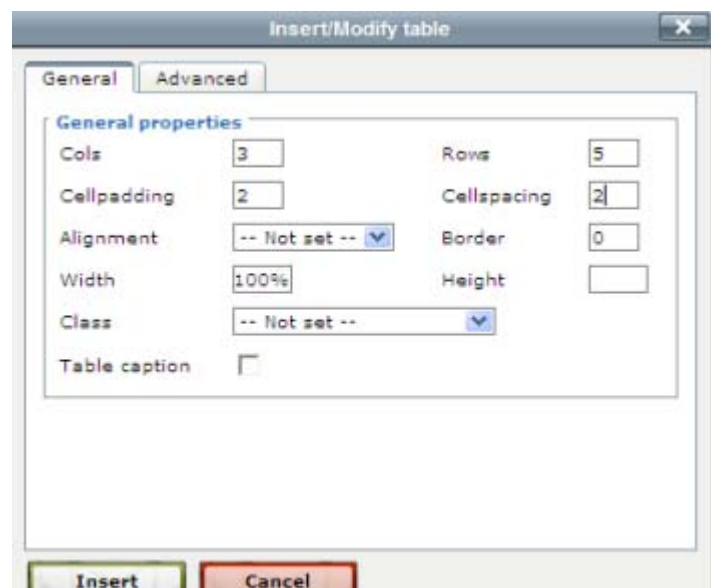 Insert/Modify table
General Advanced
General properties
Cols 3 Rows 5
Cellpadding 2 Cellspacing 2
Alignment -- Not set -- Border 0
Width 100% Height
Class -- Not set --
Table caption
Insert Cancel